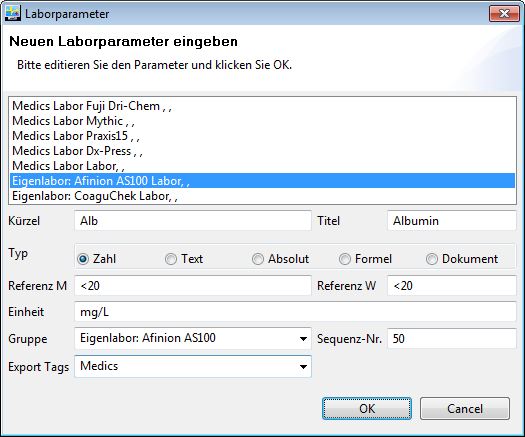 Laborparameter
Neuen Laborparameter eingeben
Bitte editieren Sie den Parameter und klicken Sie OK.
Medics Labor Fuji Dri-Chem , ,
Medics Labor Mythic , ,
Medics Labor Praxis15 , ,
Medics Labor Dx-Press , ,
Medics Labor Labor, ,
Eigenlabor: Afinion AS100 Labor, ,
Eigenlabor: CoaguChek Labor, ,
Kürzel Alb Titel Albumin
Typ Zahl Text Absolut Formel Dokument
Referenz M <20 Referenz W <20
Einheit mg/L
Gruppe Eigenlabor: Afinion AS100 Sequenz-Nr. 50
Export Tags Medics
OK Cancel